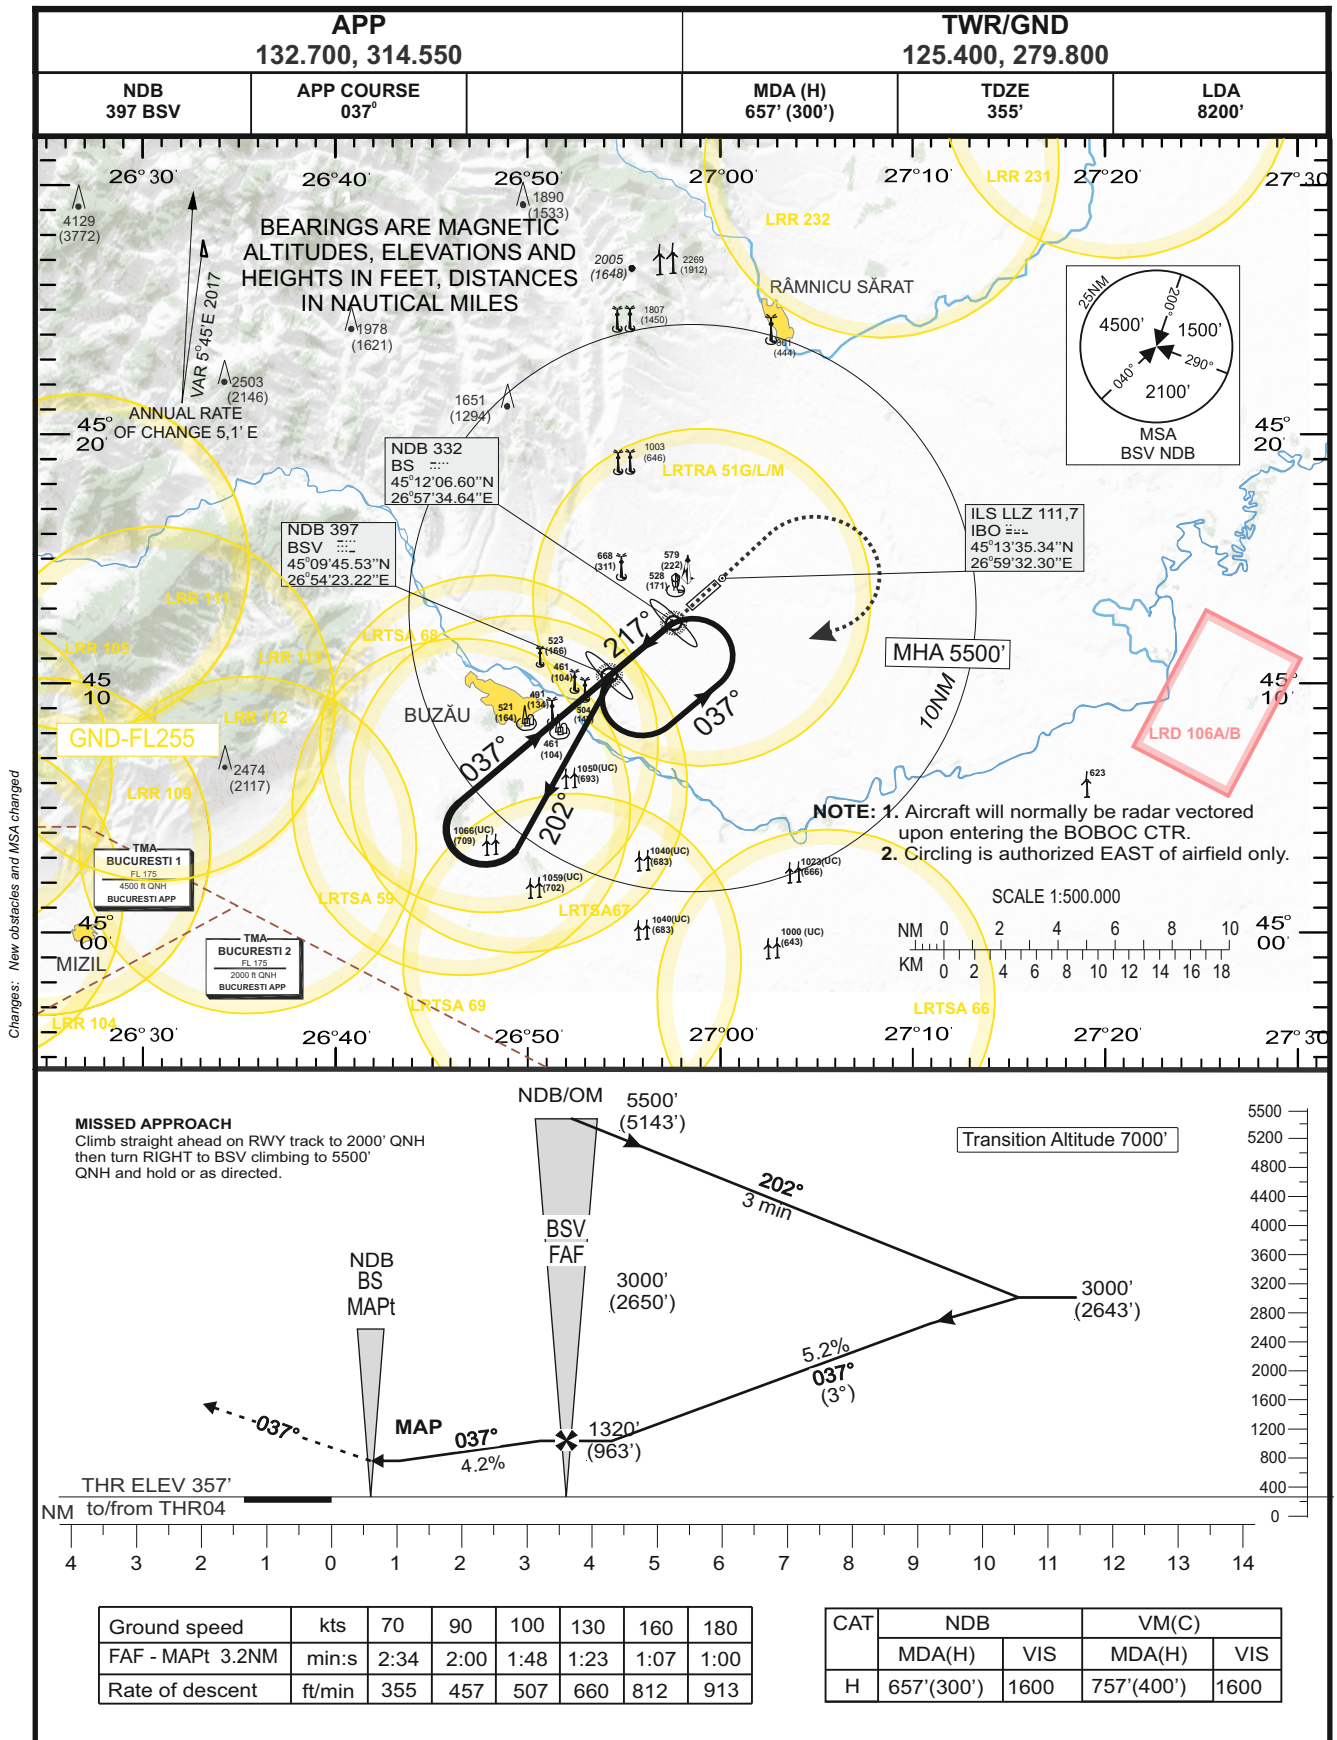 APP
132.700, 314.550
TWR/GND
125.400, 279.800
NDB
397 BSV
APP COURSE
037⁰
MDA (H)
657' (300')
TDZE
355'
LDA
8200'
26°30'
26°40'
26°50'
27°00'
27°10'
27°20'
27°30'
LRR 231
LRR 232
4129
(3772)
1890
(1533)
BEARINGS ARE MAGNETIC
ALTITUDES, ELEVATIONS AND
HEIGHTS IN FEET, DISTANCES
IN NAUTICAL MILES
2005
(1648)
2269
(1912)
RÂMNICU SĂRAT
1807
(1450)
(444)
1978
(1621)
VAR 5°45'E 2017
2503
(2146)
ANNUAL RATE
OF CHANGE 5,1' E
1651
(1294)
25NM
200°
4500'
1500'
290°
040°
2100'
MSA
BSV NDB
45°
20'
45°
20'
NDB 332
BS
45°12'06.60''N
26°57'34.64''E
1003
(646)
LRTRA 51G/L/M
NDB 397
BSV
45°09'45.53''N
26°54'23.22''E
ILS LLZ 111,7
IBO
45°13'35.34''N
26°59'32.30''E
668
(311)
579
(222)
528
(171)
LRR 111
LRR 105
LRR 113
LRTSA 68
217°
523
(166)
461
(104)
MHA 5500'
45°
10'
45°
10'
LRR 112
BUZĂU
491
(134)
521
(164)
504
461
(104)
037°
10NM
GND-FL255
LRD 106A/B
037°
2474
(2117)
1050(UC)
(693)
623
LRR 109
202°
NOTE: 1. Aircraft will normally be radar vectored
upon entering the BOBOC CTR.
2. Circling is authorized EAST of airfield only.
1066(UC)
(709)
1040(UC)
(683)
1023(UC)
(666)
TMA
BUCURESTI 1
FL 175
4500 ft QNH
BUCURESTI APP
1059(UC)
(702)
LRTSA 59
LRTSA67
SCALE 1:500.000
45°
00'
45°
00'
MIZIL
1040(UC)
(683)
1000 (UC)
(643)
NM 0 2 4 6 8 10
KM 0 2 4 6 8 10 12 14 16 18
TMA
BUCURESTI 2
FL 175
2000 ft QNH
BUCURESTI APP
LRR 104
LRTSA 69
LRTSA 66
26°30'
26°40'
26°50'
27°00'
27°10'
27°20'
27°30'
Changes: New obstacles and MSA changed
MISSED APPROACH
Climb straight ahead on RWY track to 2000' QNH
then turn RIGHT to BSV climbing to 5500'
QNH and hold or as directed.
NDB/OM
5500'
(5143')
Transition Altitude 7000'
202°
3 min
BSV
FAF
NDB
BS
MAPt
3000'
(2650')
3000'
(2643')
5.2%
037°
(3°)
037°
MAP
037°
4.2%
1320'
(963')
5500
5200
4800
4400
4000
3600
3200
2800
2400
2000
1600
1200
800
400
0
THR ELEV 357'
NM to/from THR04
4 3 2 1 0 1 2 3 4 5 6 7 8 9 10 11 12 13 14
Ground speed kts 70 90 100 130 160 180
FAF - MAPt 3.2NM min:s 2:34 2:00 1:48 1:23 1:07 1:00
Rate of descent ft/min 355 457 507 660 812 913
CAT NDB VM(C)
MDA(H) VIS MDA(H) VIS
H 657'(300') 1600 757'(400') 1600